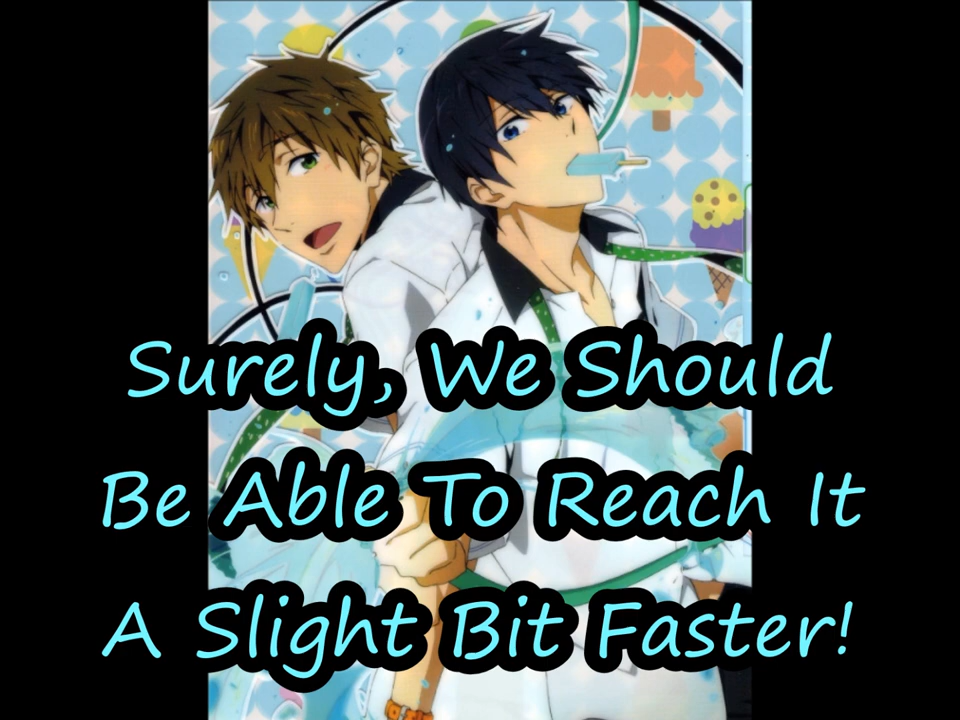 Surely, We Should
Be Able To Reach It
A Slight Bit Faster!